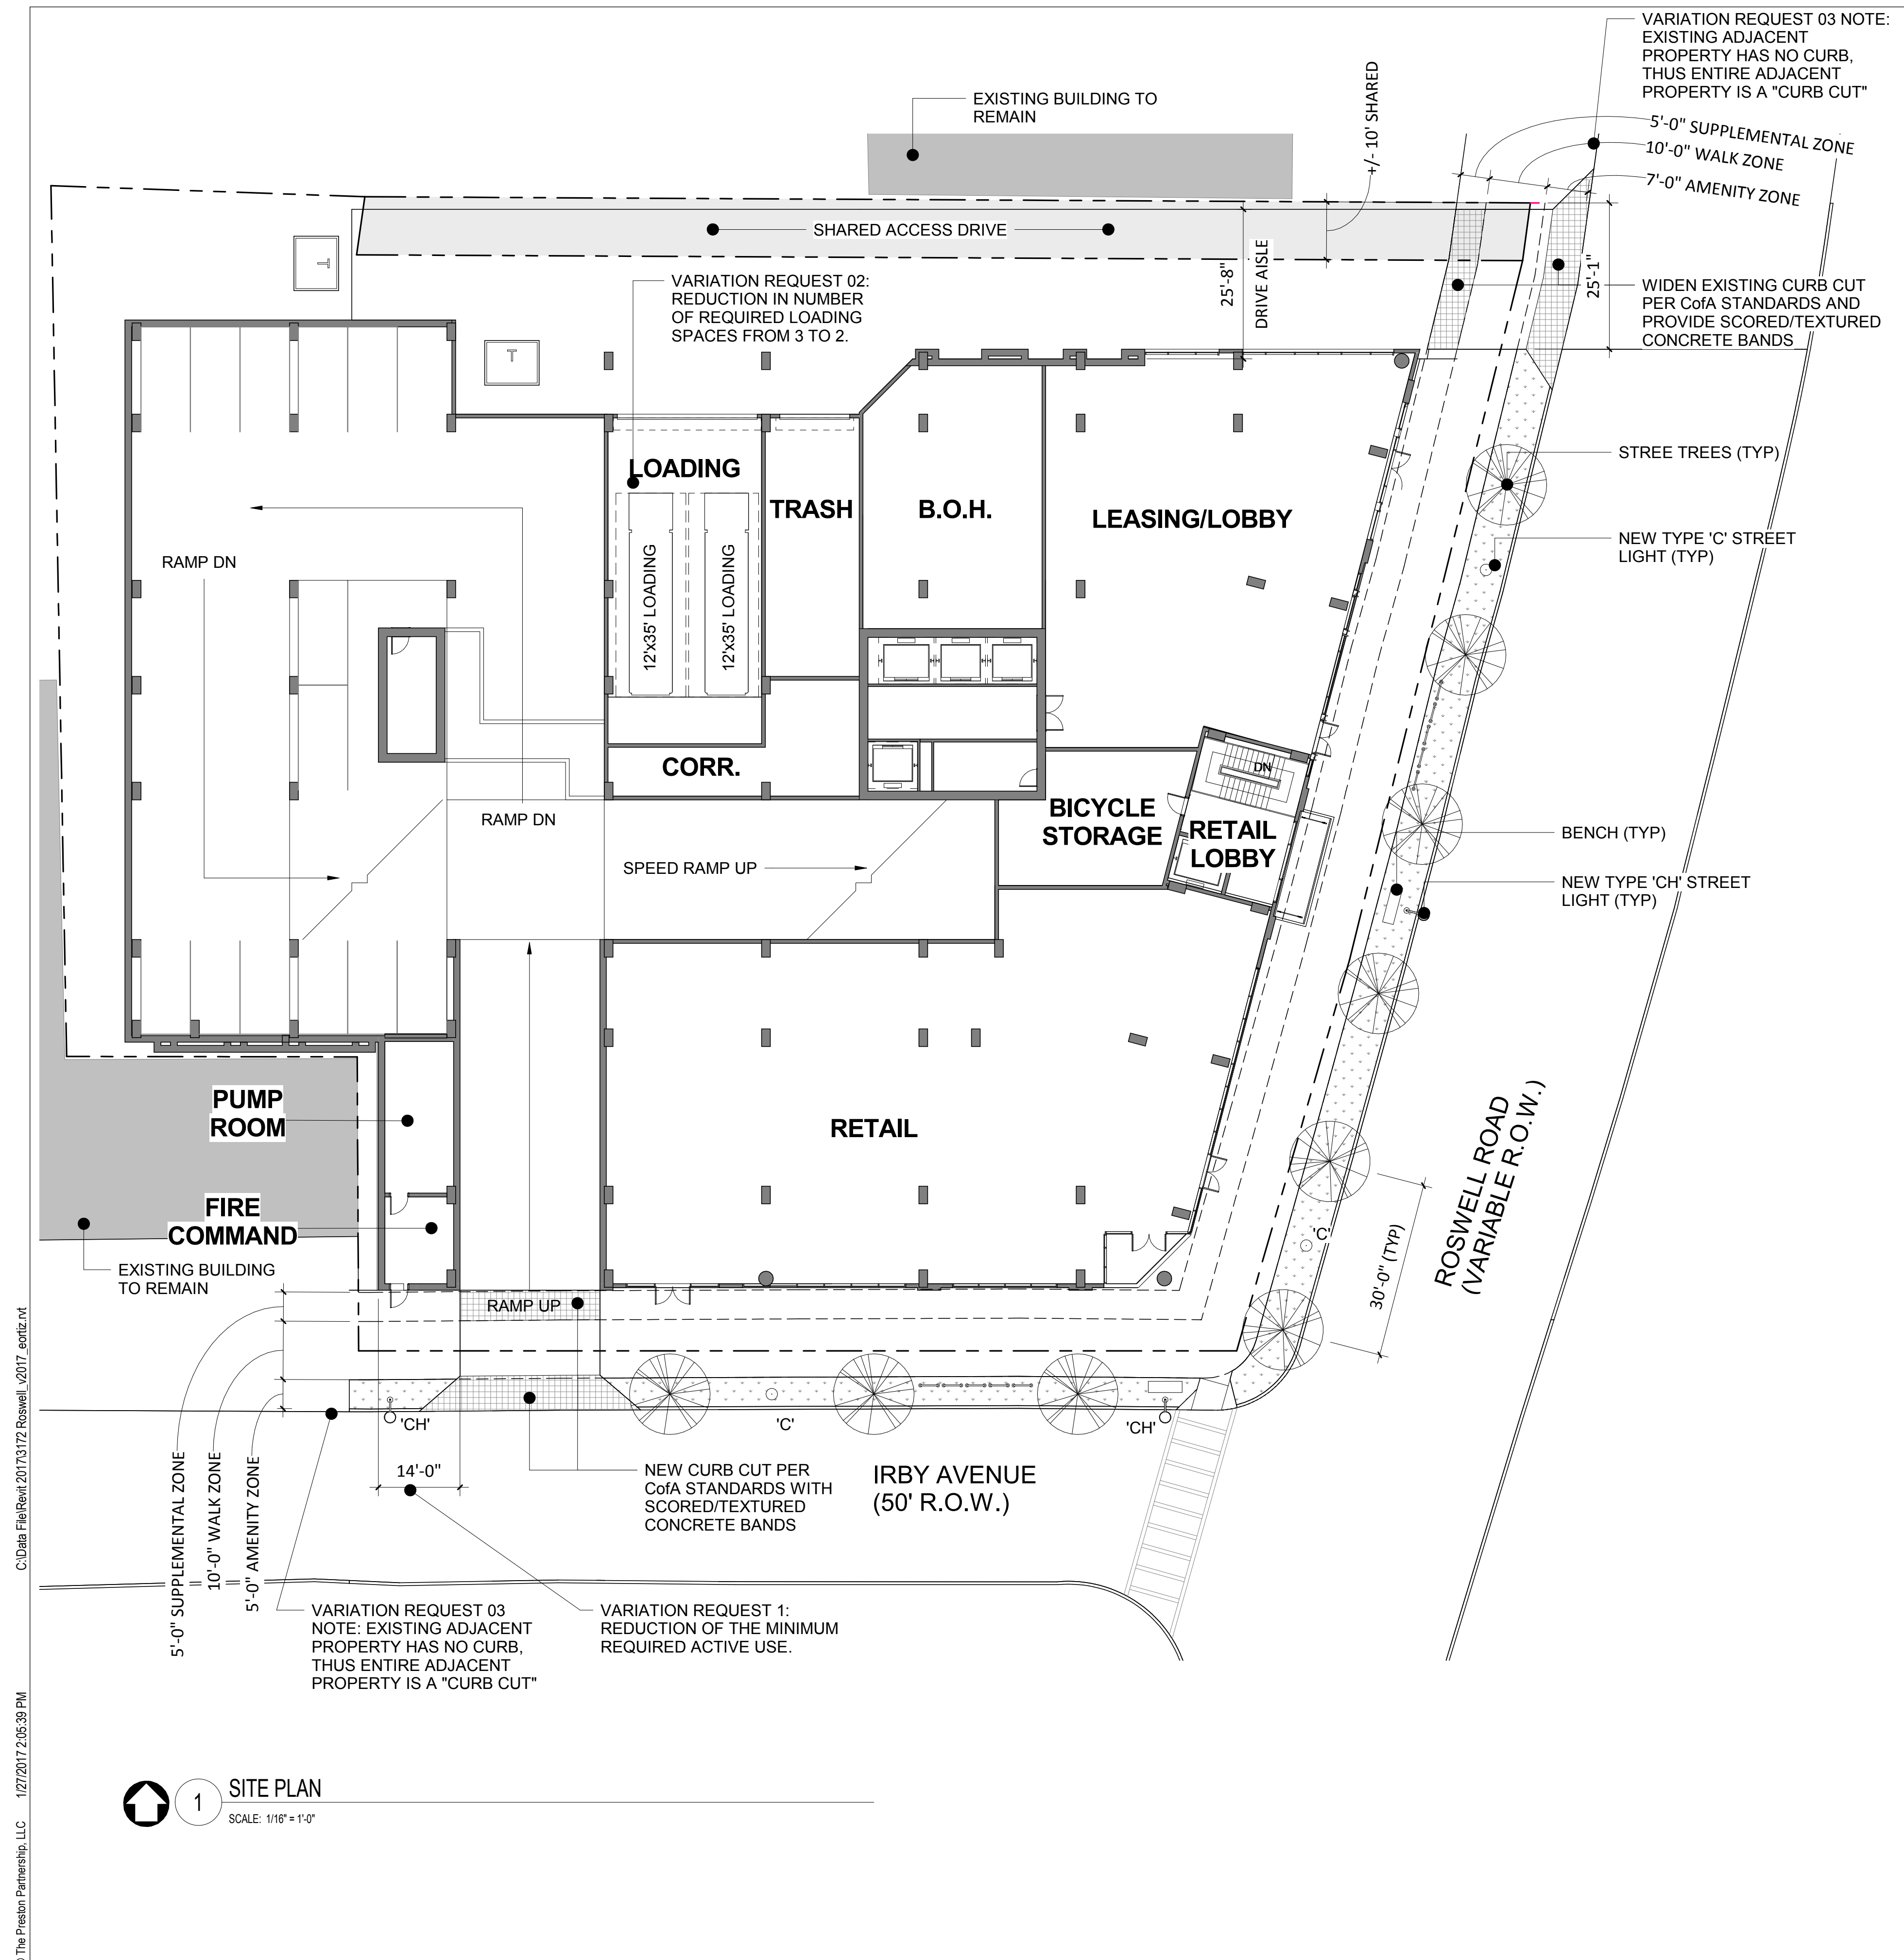 VARIATION REQUEST 03 NOTE:
EXISTING ADJACENT
PROPERTY HAS NO CURB,
THUS ENTIRE ADJACENT
PROPERTY IS A "CURB CUT"
EXISTING BUILDING TO
REMAIN
+/- 10' SHARED
5'-0" SUPPLEMENTAL ZONE
10'-0" WALK ZONE
7'-0" AMENITY ZONE
SHARED ACCESS DRIVE
T
VARIATION REQUEST 02:
REDUCTION IN NUMBER
OF REQUIRED LOADING
SPACES FROM 3 TO 2.
25'-8"
DRIVE AISLE
25'-1"
WIDEN EXISTING CURB CUT
PER CofA STANDARDS AND
PROVIDE SCORED/TEXTURED
CONCRETE BANDS
T
STREE TREES (TYP)
LOADING
TRASH
B.O.H.
LEASING/LOBBY
NEW TYPE 'C' STREET
LIGHT (TYP)
RAMP DN
12'x35' LOADING
12'x35' LOADING
CORR.
DN
RAMP DN
BICYCLE
STORAGE
RETAIL
LOBBY
BENCH (TYP)
SPEED RAMP UP
NEW TYPE 'CH' STREET
LIGHT (TYP)
PUMP
ROOM
RETAIL
ROSWELL ROAD
(VARIABLE R.O.W.)
FIRE
COMMAND
'C'
30'-0" (TYP)
EXISTING BUILDING
TO REMAIN
RAMP UP
'CH'
'C'
'CH'
5'-0" SUPPLEMENTAL ZONE
10'-0" WALK ZONE
5'-0" AMENITY ZONE
14'-0"
NEW CURB CUT PER
CofA STANDARDS WITH
SCORED/TEXTURED
CONCRETE BANDS
IRBY AVENUE
(50' R.O.W.)
VARIATION REQUEST 03
NOTE: EXISTING ADJACENT
PROPERTY HAS NO CURB,
THUS ENTIRE ADJACENT
PROPERTY IS A "CURB CUT"
VARIATION REQUEST 1:
REDUCTION OF THE MINIMUM
REQUIRED ACTIVE USE.
1
SITE PLAN
SCALE: 1/16" = 1'-0"
The Preston Partnership, LLC 1/27/2017 2:05:39 PM C:\Data File\Revit 2017\3172 Roswell_v2017_eortiz.rvt